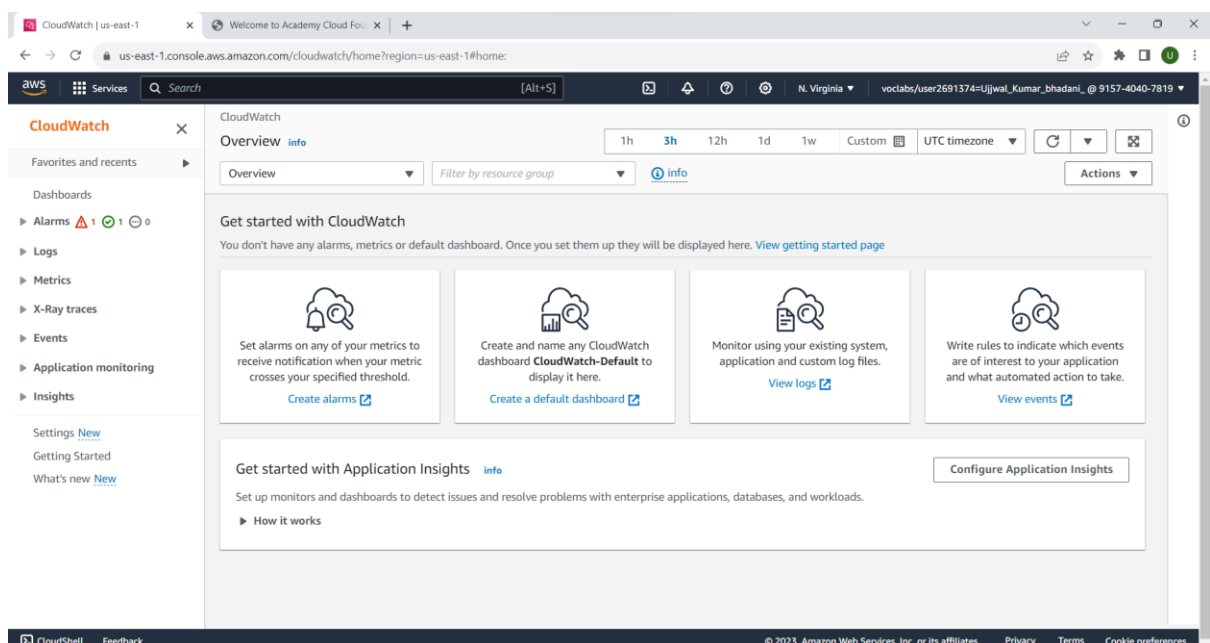 CloudWatch | us-east-1
Welcome to Academy Cloud Fou
us-east-1.console.aws.amazon.com/cloudwatch/home?region=us-east-1#home:
U
aws Services Search [Alt+S] N. Virginia voclabs/user2691374=Ujjwal_Kumar_bhadani_ @ 9157-4040-7819
CloudWatch
Favorites and recents
Dashboards
Alarms 1 1 0
Logs
Metrics
X-Ray traces
Events
Application monitoring
Insights
Settings New
Getting Started
What's new New
CloudWatch
Overview info 1h 3h 12h 1d 1w Custom UTC timezone
Overview Filter by resource group info Actions
Get started with CloudWatch
You don't have any alarms, metrics or default dashboard. Once you set them up they will be displayed here. View getting started page
Set alarms on any of your metrics to
receive notification when your metric
crosses your specified threshold.
Create alarms
Create and name any CloudWatch
dashboard CloudWatch-Default to
display it here.
Create a default dashboard
Monitor using your existing system,
application and custom log files.
View logs
Write rules to indicate which events
are of interest to your application
and what automated action to take.
View events
Get started with Application Insights info Configure Application Insights
Set up monitors and dashboards to detect issues and resolve problems with enterprise applications, databases, and workloads.
How it works
CloudShell Feedback © 2023, Amazon Web Services, Inc. or its affiliates. Privacy Terms Cookie preferences